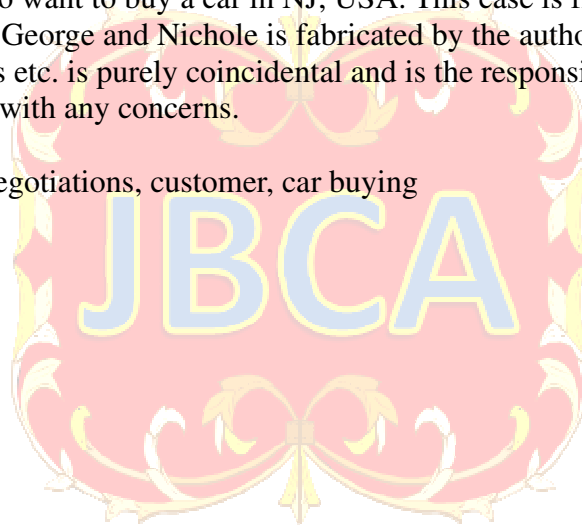 o want to buy a car in NJ, USA. This case is
George and Nichole is fabricated by the autho
s etc. is purely coincidental and is the responsi
with any concerns.
egotiations, customer, car buying
JBCA